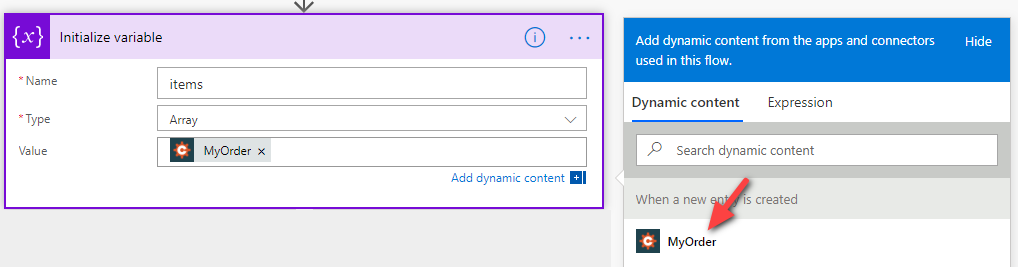 {x} Initialize variable
* Name items
* Type Array
Value MyOrder ×
Add dynamic content
Add dynamic content from the apps and connectors
used in this flow.
Hide
Dynamic content Expression
Search dynamic content
When a new entry is created
MyOrder